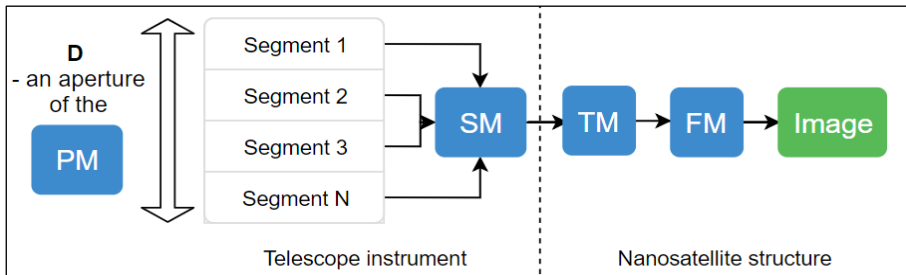 D
- an aperture
of the
PM
Segment 1
Segment 2
Segment 3
Segment N
SM
TM
FM
Image
Telescope instrument
Nanosatellite structure